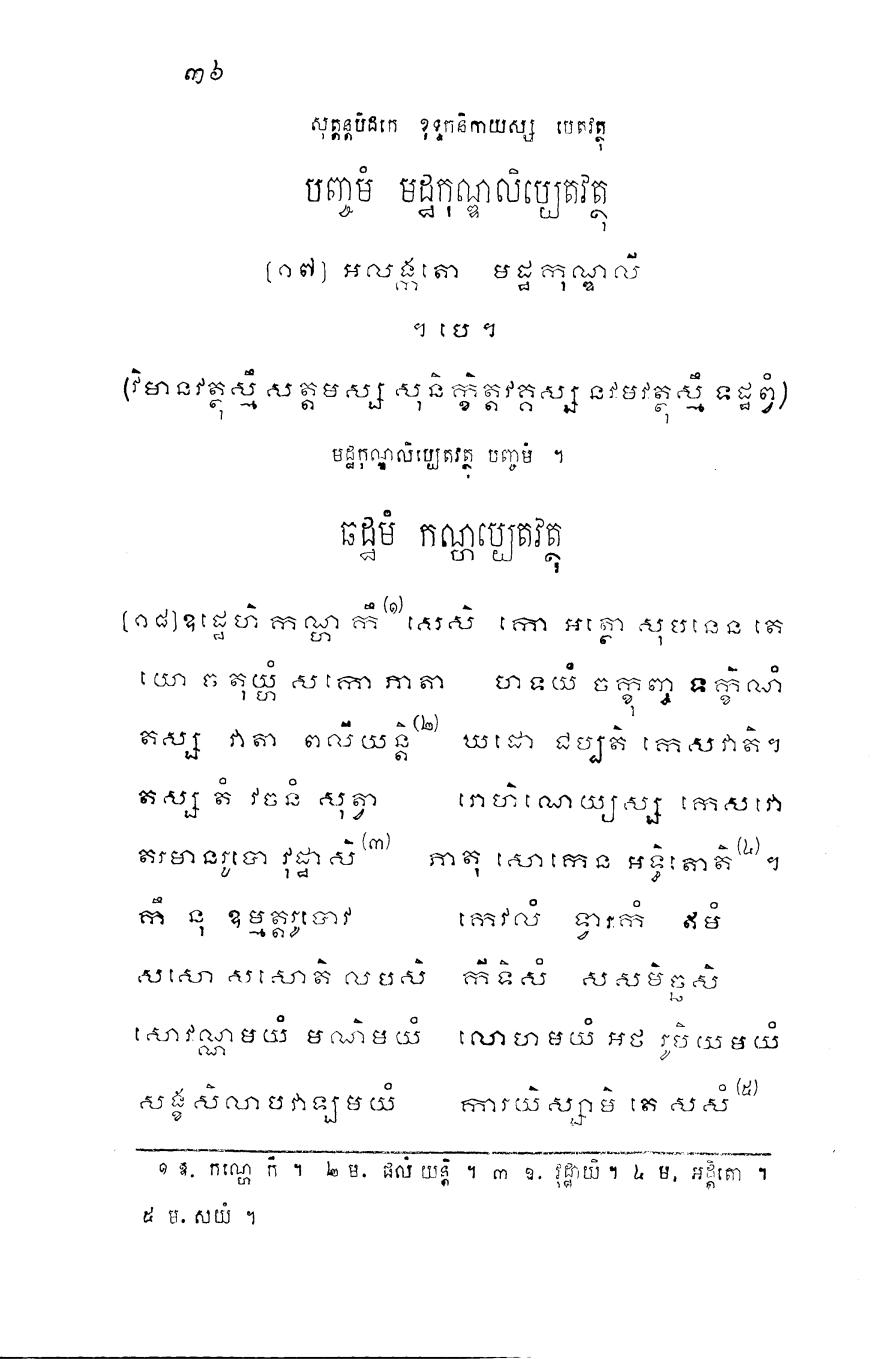 ៣៦
សុត្តន្តបិដកេ ខុទ្ទកនិកាយស្ស បេតវត្ថុ
បញ្ចមំ មដ្ឋកុណ្ឌលិប្បេតវត្ថុ
[១៧] អលង្កតោ មដ្ឋកុណ្ឌលី
។ បេ ។
(វិមានវត្ថុស្មឹ សត្តមស្ស សុនិក្ខិត្តវគ្គស្ស នវមវត្ថុស្មឹ ទដ្ឋព្វំ)
មដ្ឋកុណ្ឌលិប្បេតវត្ថុ បញ្ចមំ ។
ឆដ្ឋមំ កណ្ហប្បេតវត្ថុ
[១៨] ឧដ្ឋេហិ កណ្ហ កឹ(១) សេសិ កោ អត្ថោ សុបនេន តេ
យោ ច តុយ្ហំ សកោ ភាតា ហទយំ ចក្ខុញ្ច ទក្ខិណំ
តស្ស វាតា ពលីយន្តិ(២) ឃដោ ជប្បតិ កេសវាតិ។
តស្ស តំ វចនំ សុត្វា រោហិណេយ្យស្ស កេសវោ
តរមានរូបោ វុដ្ឋាសិ(៣) ភាតុ សោកេន អទ្ទិតោតិ(៤) ។
កឹ នុ ឧម្មត្តរូបោវ កេវលំ ទ្វារកំ ឥមំ
សសោ សសោតិ លបសិ កីទិសំ សសមិច្ឆសិ
សោវណ្ណមយំ មណិមយំ លោហមយំ អថ រូបិយមយំ
សង្ខសិលាបវាឡមយំ ការយិស្សាមិ តេ សសំ(៥)
១ ឧ. កណ្ហេ កឹ ។ ២ ម. ផលំ យន្តិ ។ ៣ ឧ. វុដ្ឋាយិ ។ ៤ ម. អដ្តិតោ ។
៥ ម. សយំ ។